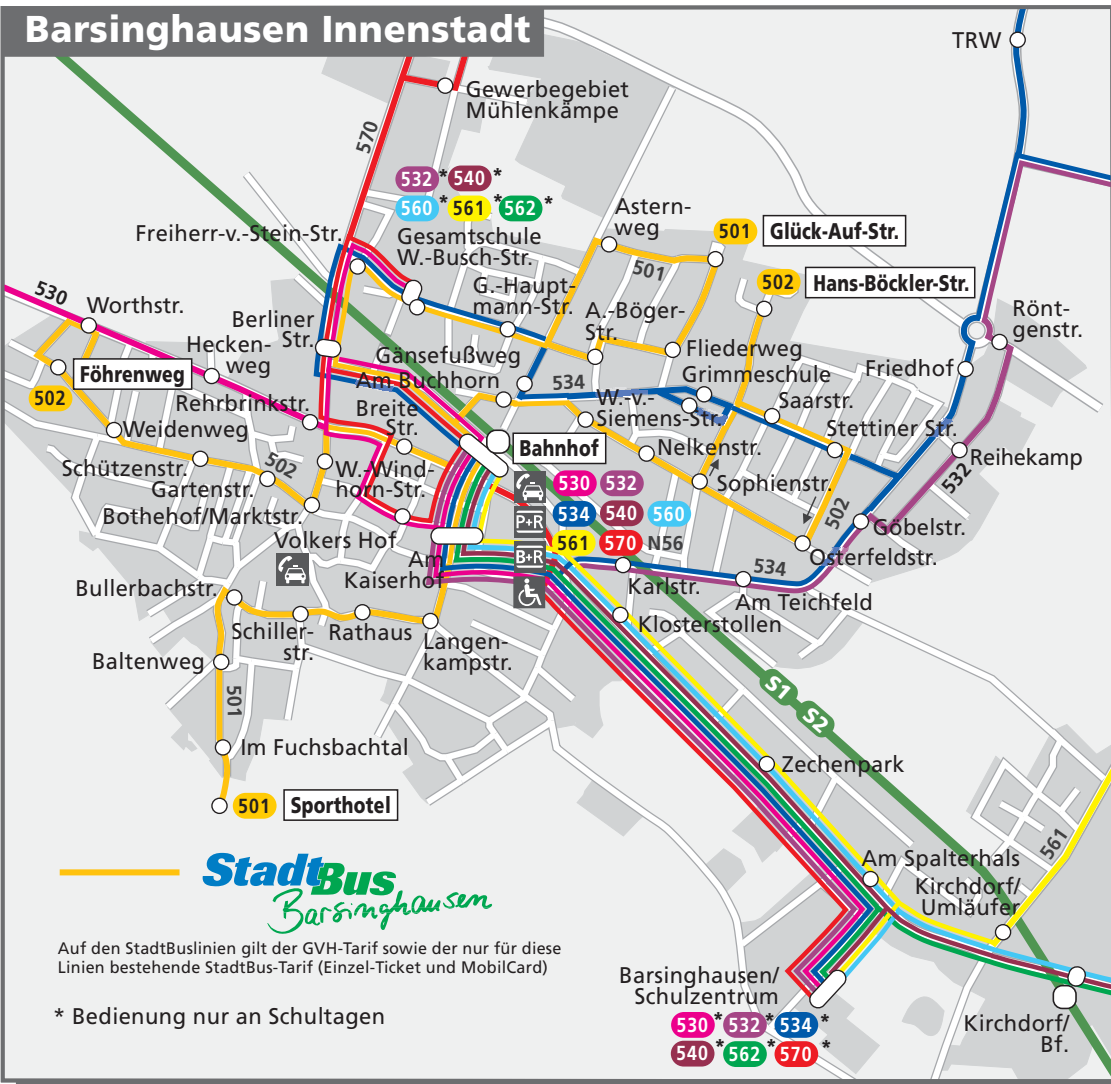 Barsinghausen Innenstadt
TRW
Gewerbegebiet
Mühlenkämpe
570
532* 540*
560* 561* 562*
Gesamtschule
W.-Busch-Str.
Freiherr-v.-Stein-Str.
Astern-
weg
501 Glück-Auf-Str.
501
502 Hans-Böckler-Str.
530
Worthstr.
Berliner
Str.
G.-Haupt-
mann-Str.
A.-Böger-
Str.
Rönt-
genstr.
Hecken-
weg
Gänsefußweg
Fliederweg
Föhrenweg
502
Am Buchhorn
534
Grimmeschule
Friedhof
Rehrbrinkstr.
Breite
Str.
W.-v.-
Siemens-Str.
Saarstr.
Weidenweg
Stettiner Str.
Bahnhof
Nelkenstr.
Reihekamp
Schützenstr.
502
W.-Wind-
horn-Str.
Gartenstr.
Sophienstr.
532
530 532
534 540 560
561 570 N56
P+R
B+R
Bothehof/Marktstr.
502
Göbelstr.
Volkers Hof
Am
Kaiserhof
Osterfeldstr.
534
Karlstr.
Am Teichfeld
Bullerbachstr.
Klosterstollen
Schiller-
str.
Rathaus
Langen-
kampstr.
Baltenweg
501
S1
S2
Im Fuchsbachtal
Zechenpark
501 Sporthotel
561
Am Spalterhals
Kirchdorf/
Umläufer
StadtBus
Barsinghausen
Auf den StadtBuslinien gilt der GVH-Tarif sowie der nur für diese
Linien bestehende StadtBus-Tarif (Einzel-Ticket und MobilCard)
* Bedienung nur an Schultagen
Barsinghausen/
Schulzentrum
530* 532* 534*
540* 562* 570*
Kirchdorf/
Bf.